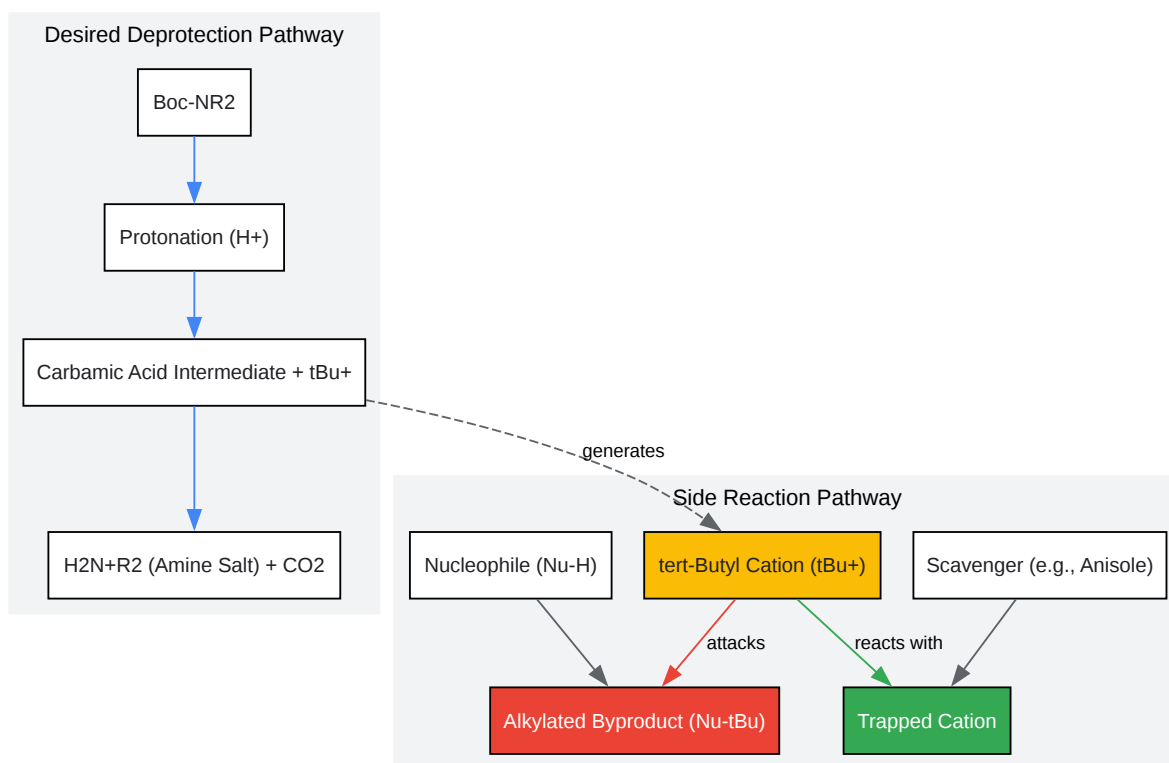 Desired Deprotection Pathway
Boc-NR2
Protonation (H+)
Carbamic Acid Intermediate + tBu+
H2N+R2 (Amine Salt) + CO2
generates
Side Reaction Pathway
Nucleophile (Nu-H)
tert-Butyl Cation (tBu+)
Scavenger (e.g., Anisole)
attacks
reacts with
Alkylated Byproduct (Nu-tBu)
Trapped Cation